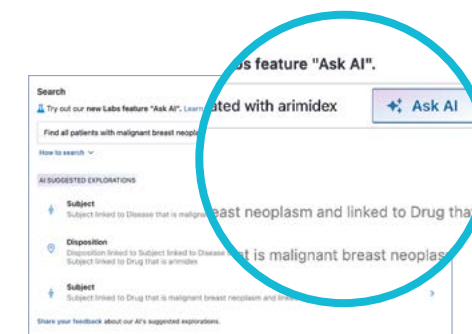 Search
Try out our new Labs feature "Ask AI". Learn
Find all patients with malignant breast neopl
How to search
AI SUGGESTED EXPLORATIONS
Subject
Subject linked to Disease that is malign
Disposition
Disposition linked to Subject linked to Disease
Subject linked to Drug that is arimidex
Subject
Subject linked to Drug that is malignant breast neoplasm and linked
Share your feedback about our AI's suggested explorations.
s feature "Ask AI".
ated with arimidex
Ask AI
east neoplasm and linked to Drug tha
t is malignant breast neoplas